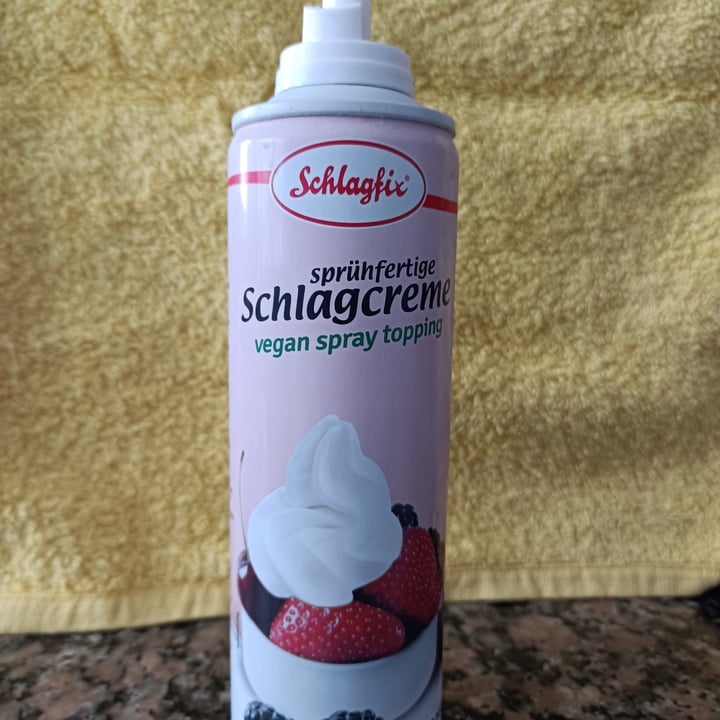 Schlagfix®
sprühfertige
Schlagcreme
vegan spray topping